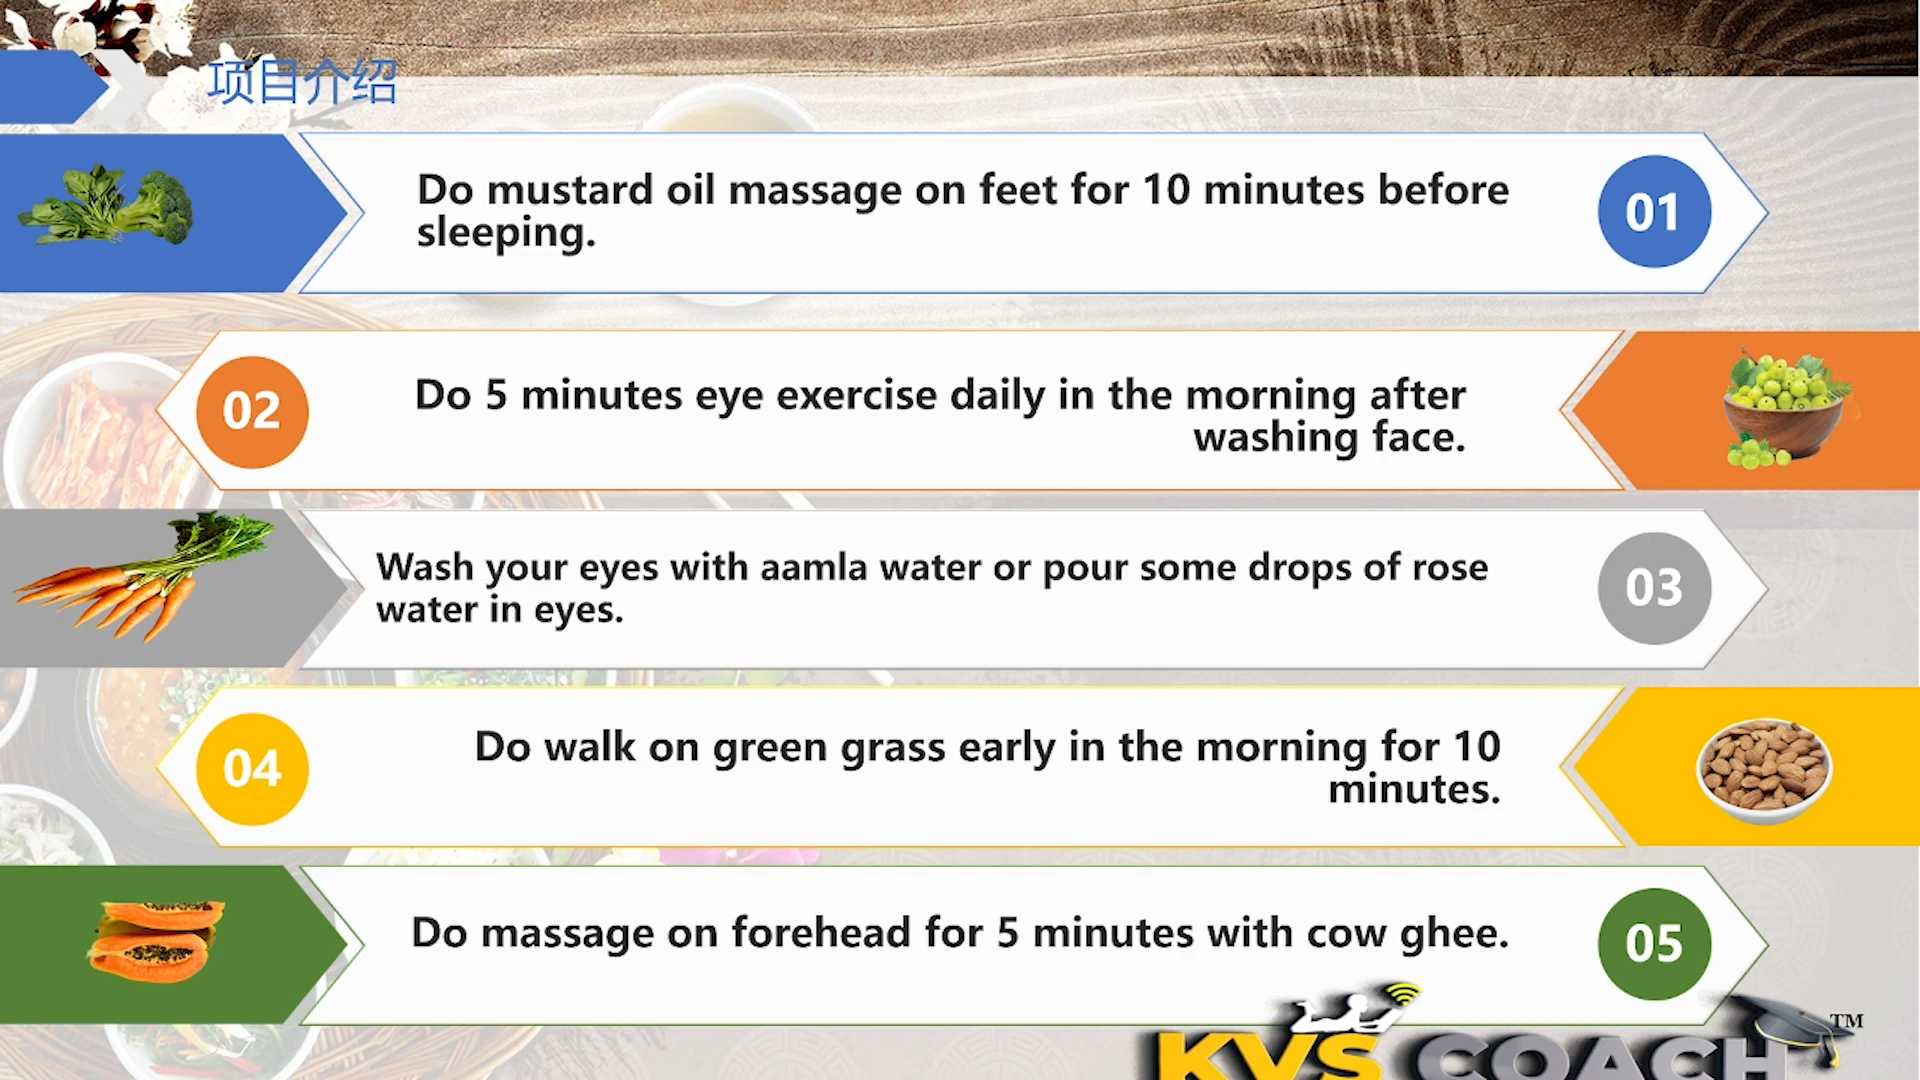 项目介绍
Do mustard oil massage on feet for 10 minutes before
sleeping.
01
02
Do 5 minutes eye exercise daily in the morning after
washing face.
Wash your eyes with aamla water or pour some drops of rose
water in eyes.
03
04
Do walk on green grass early in the morning for 10
minutes.
Do massage on forehead for 5 minutes with cow ghee.
05
KVS COACH TM